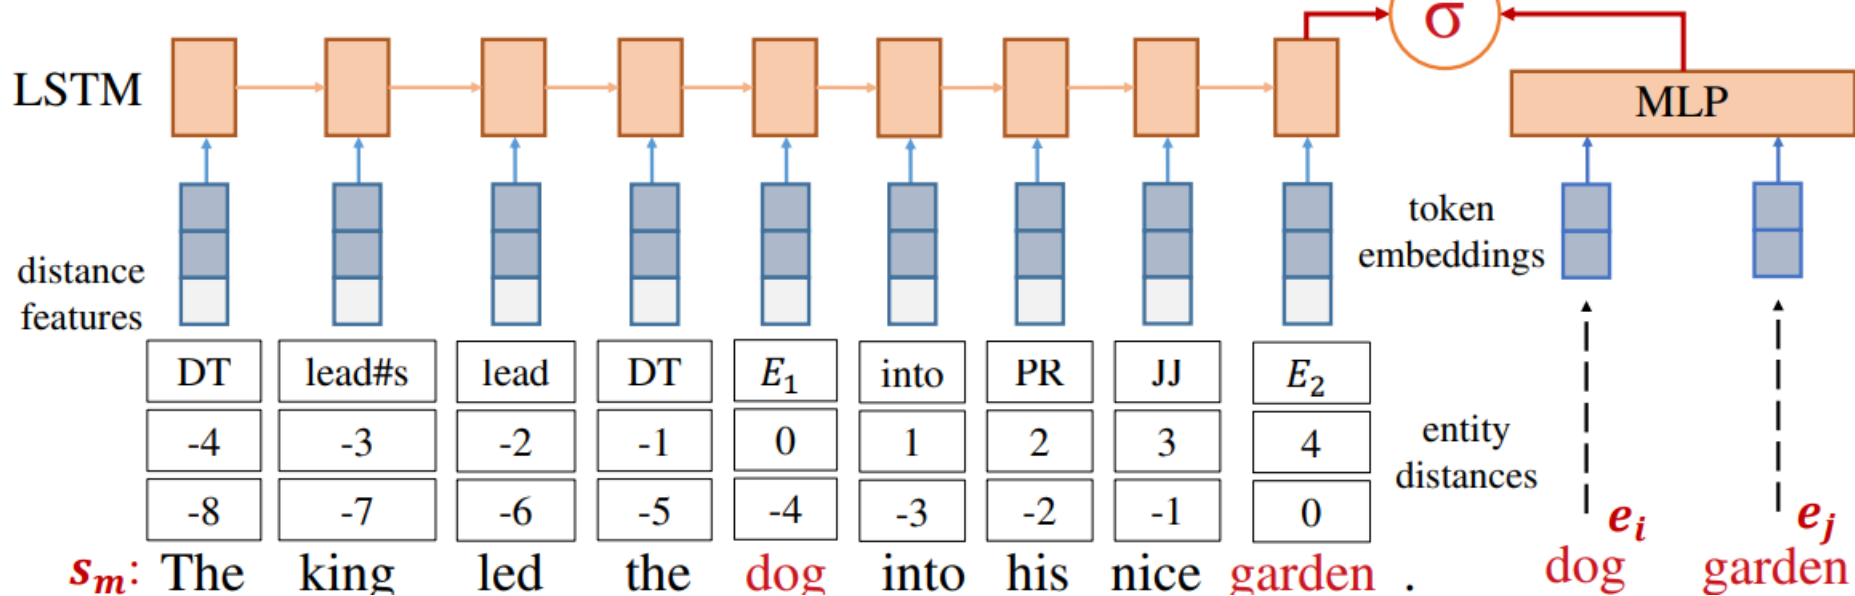 σ
LSTM
MLP
token
embeddings
distance
features
DT lead#s lead DT E₁ into PR JJ E₂
-4 -3 -2 -1 0 1 2 3 4
entity
distances
-8 -7 -6 -5 -4 -3 -2 -1 0
sₘ: The king led the dog into his nice garden .
eᵢ eⱼ
dog garden